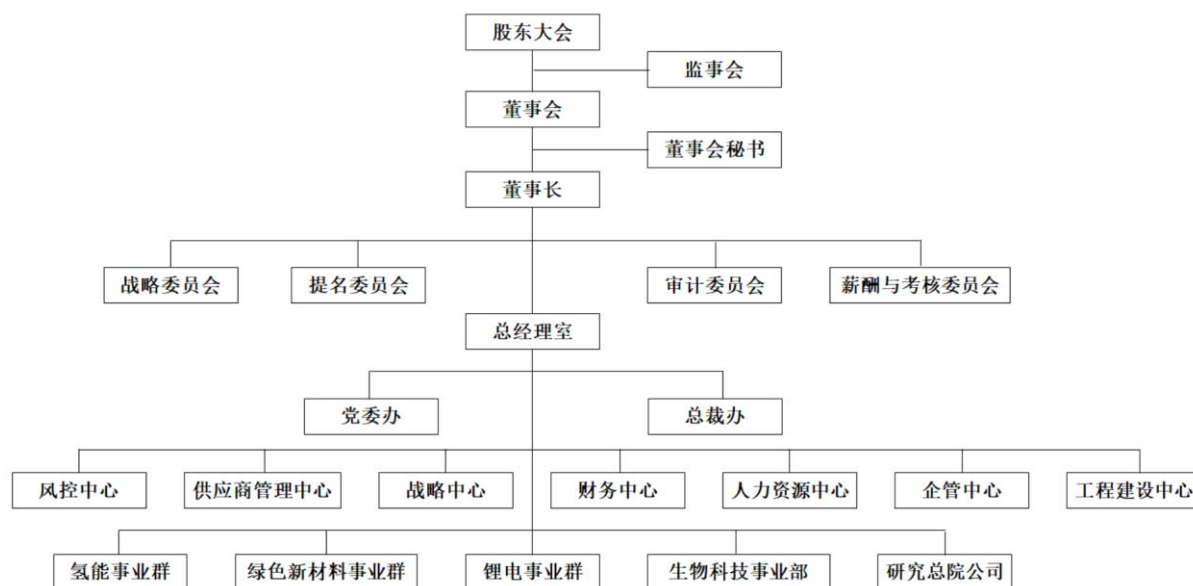 股东大会
监事会
董事会
董事会秘书
董事长
战略委员会
提名委员会
审计委员会
薪酬与考核委员会
总经理室
党委办
总裁办
风控中心
供应商管理中心
战略中心
财务中心
人力资源中心
企管中心
工程建设中心
氢能事业群
绿色新材料事业群
锂电事业群
生物科技事业部
研究总院公司